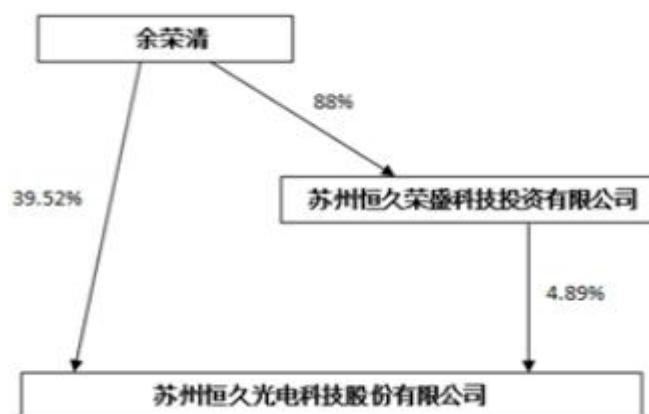 余荣清
88%
39.52%
苏州恒久荣盛科技投资有限公司
4.89%
苏州恒久光电科技股份有限公司